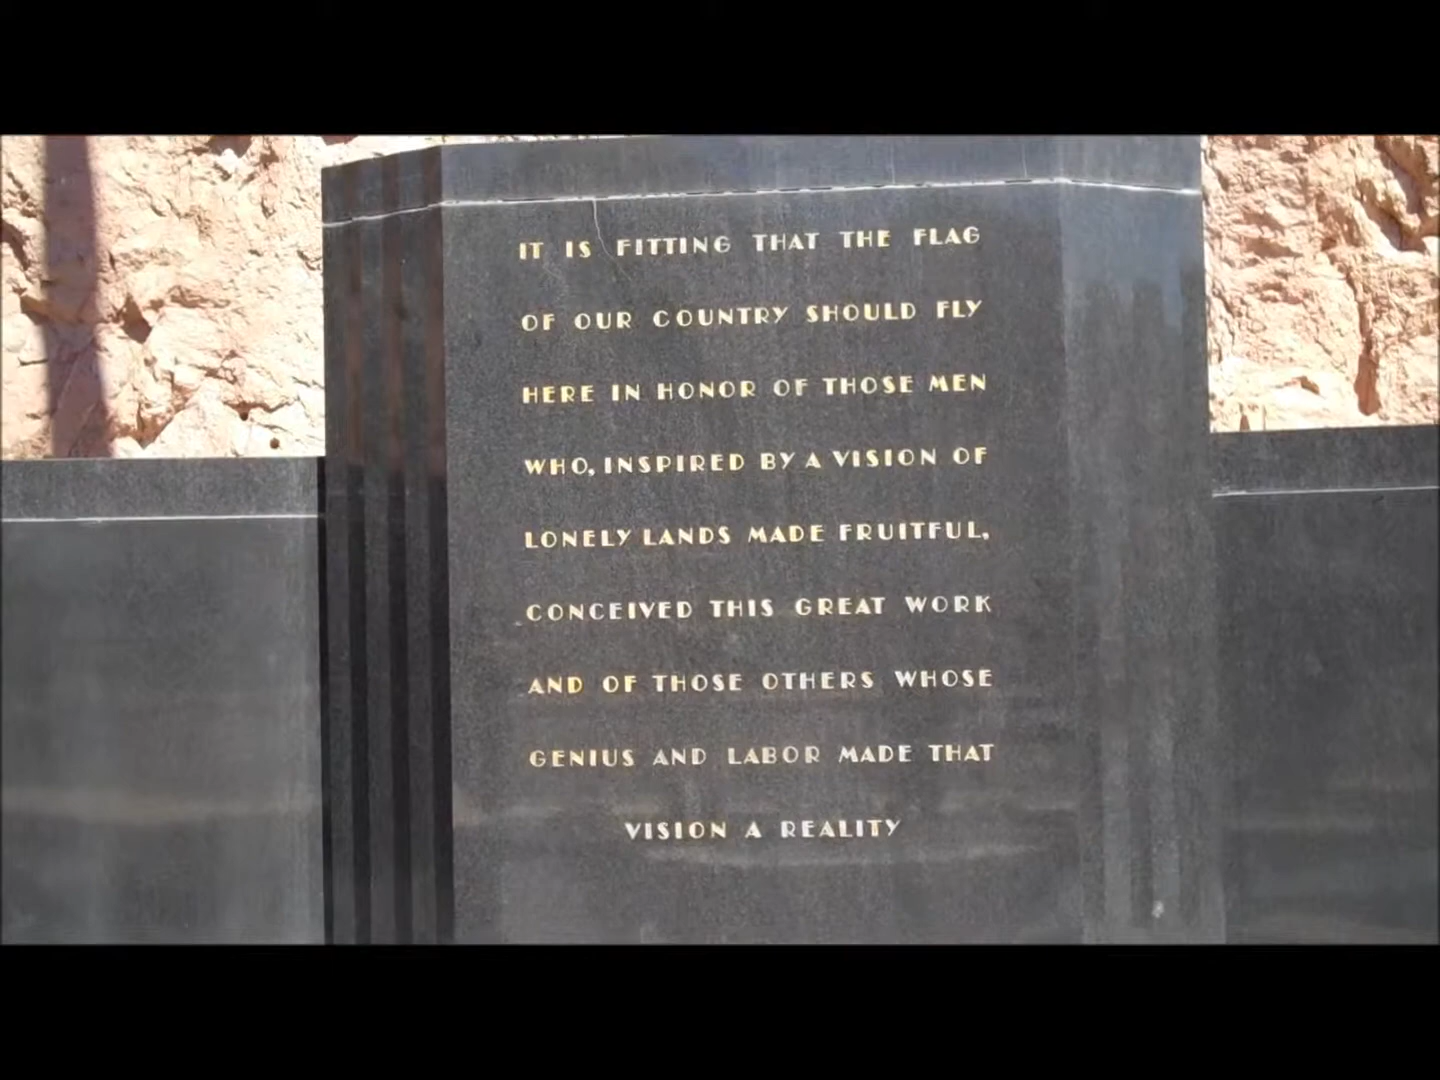 IT IS FITTING THAT THE FLAG
OF OUR COUNTRY SHOULD FLY
HERE IN HONOR OF THOSE MEN
WHO, INSPIRED BY A VISION OF
LONELY LANDS MADE FRUITFUL,
CONCEIVED THIS GREAT WORK
AND OF THOSE OTHERS WHOSE
GENIUS AND LABOR MADE THAT
VISION A REALITY